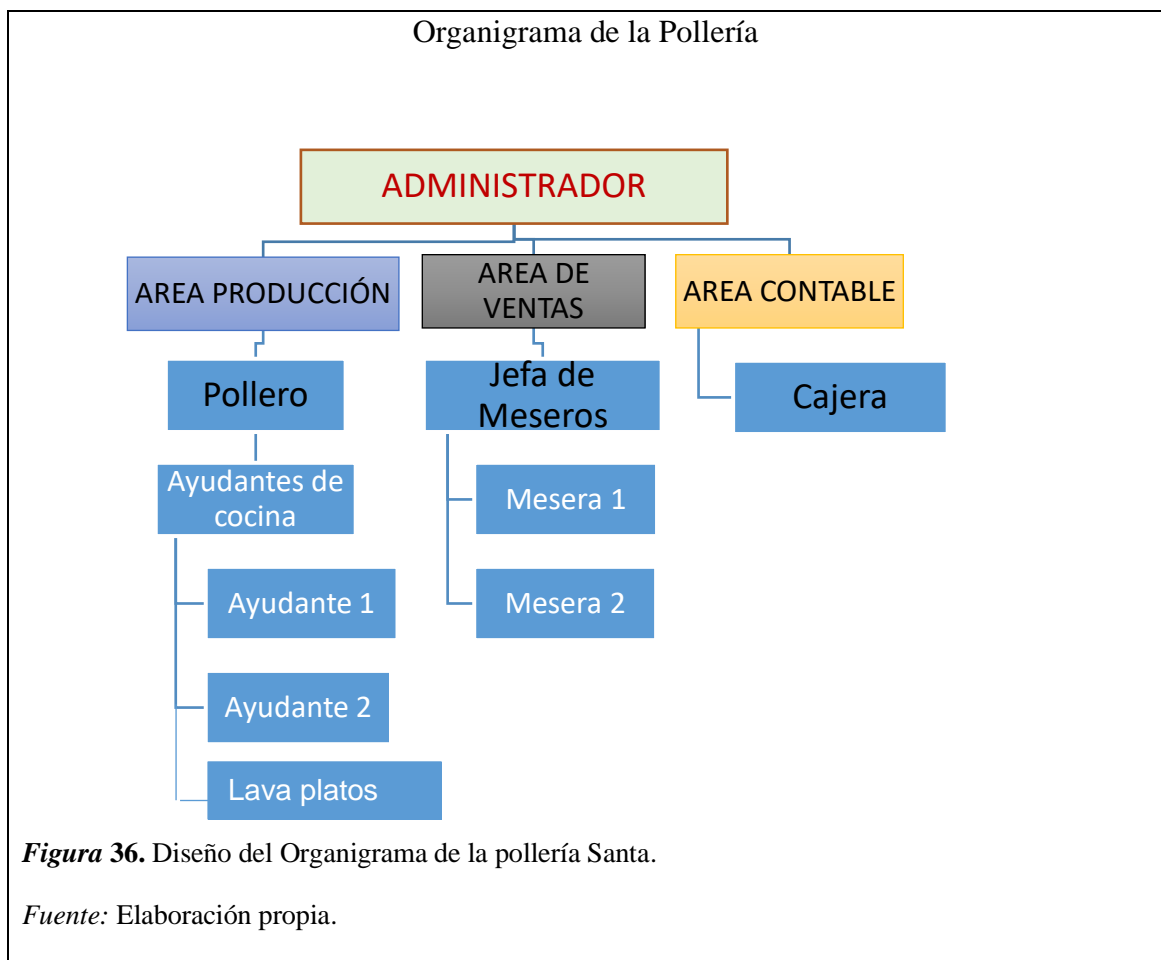 Organigrama de la Pollería
ADMINISTRADOR
AREA PRODUCCIÓN
AREA DE
VENTAS
AREA CONTABLE
Pollero
Jefa de
Meseros
Cajera
Ayudantes de
cocina
Mesera 1
Mesera 2
Ayudante 1
Ayudante 2
Lava platos
Figura 36. Diseño del Organigrama de la pollería Santa.
Fuente: Elaboración propia.